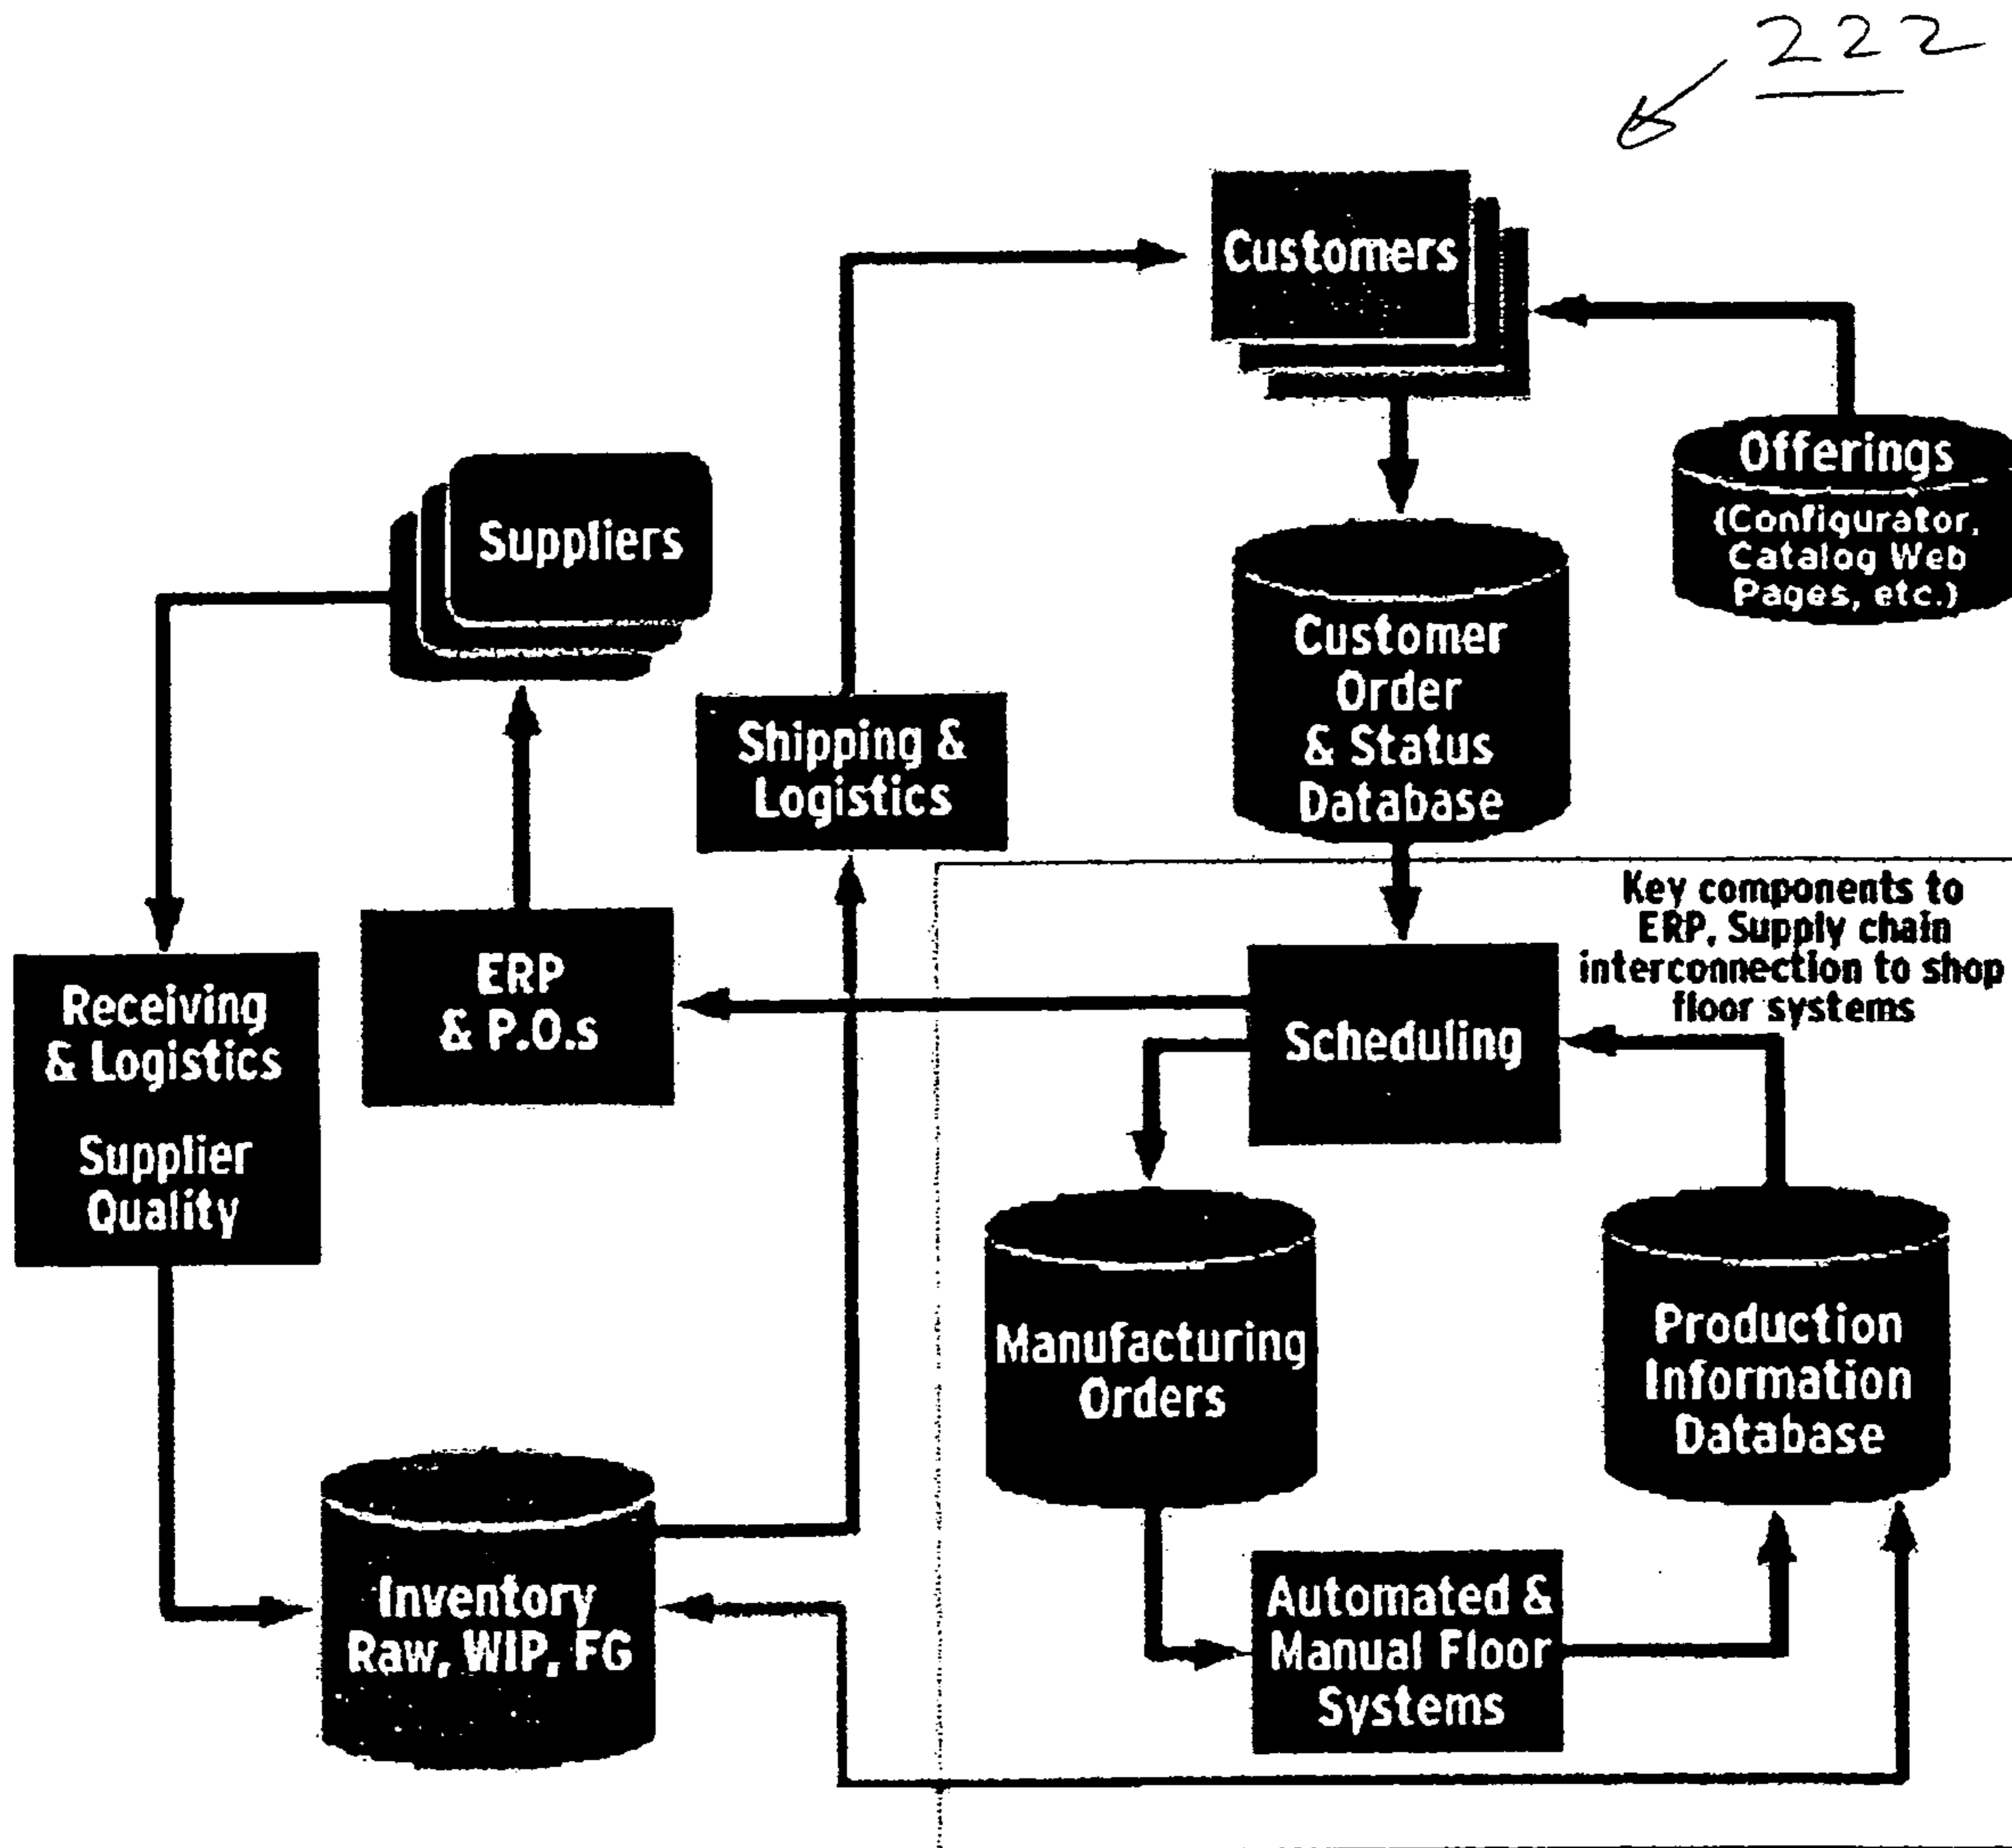 222
Customers
Offerings
(Configurator,
Catalog Web
Pages, etc.)
Suppliers
Customer
Order
& Status
Database
Shipping &
Logistics
Key components to
ERP, Supply chain
interconnection to shop
floor systems
ERP
& P.O.s
Receiving
& Logistics
Supplier
Quality
Scheduling
Manufacturing
Orders
Production
Information
Database
Inventory
Raw, WIP, FG
Automated &
Manual Floor
Systems